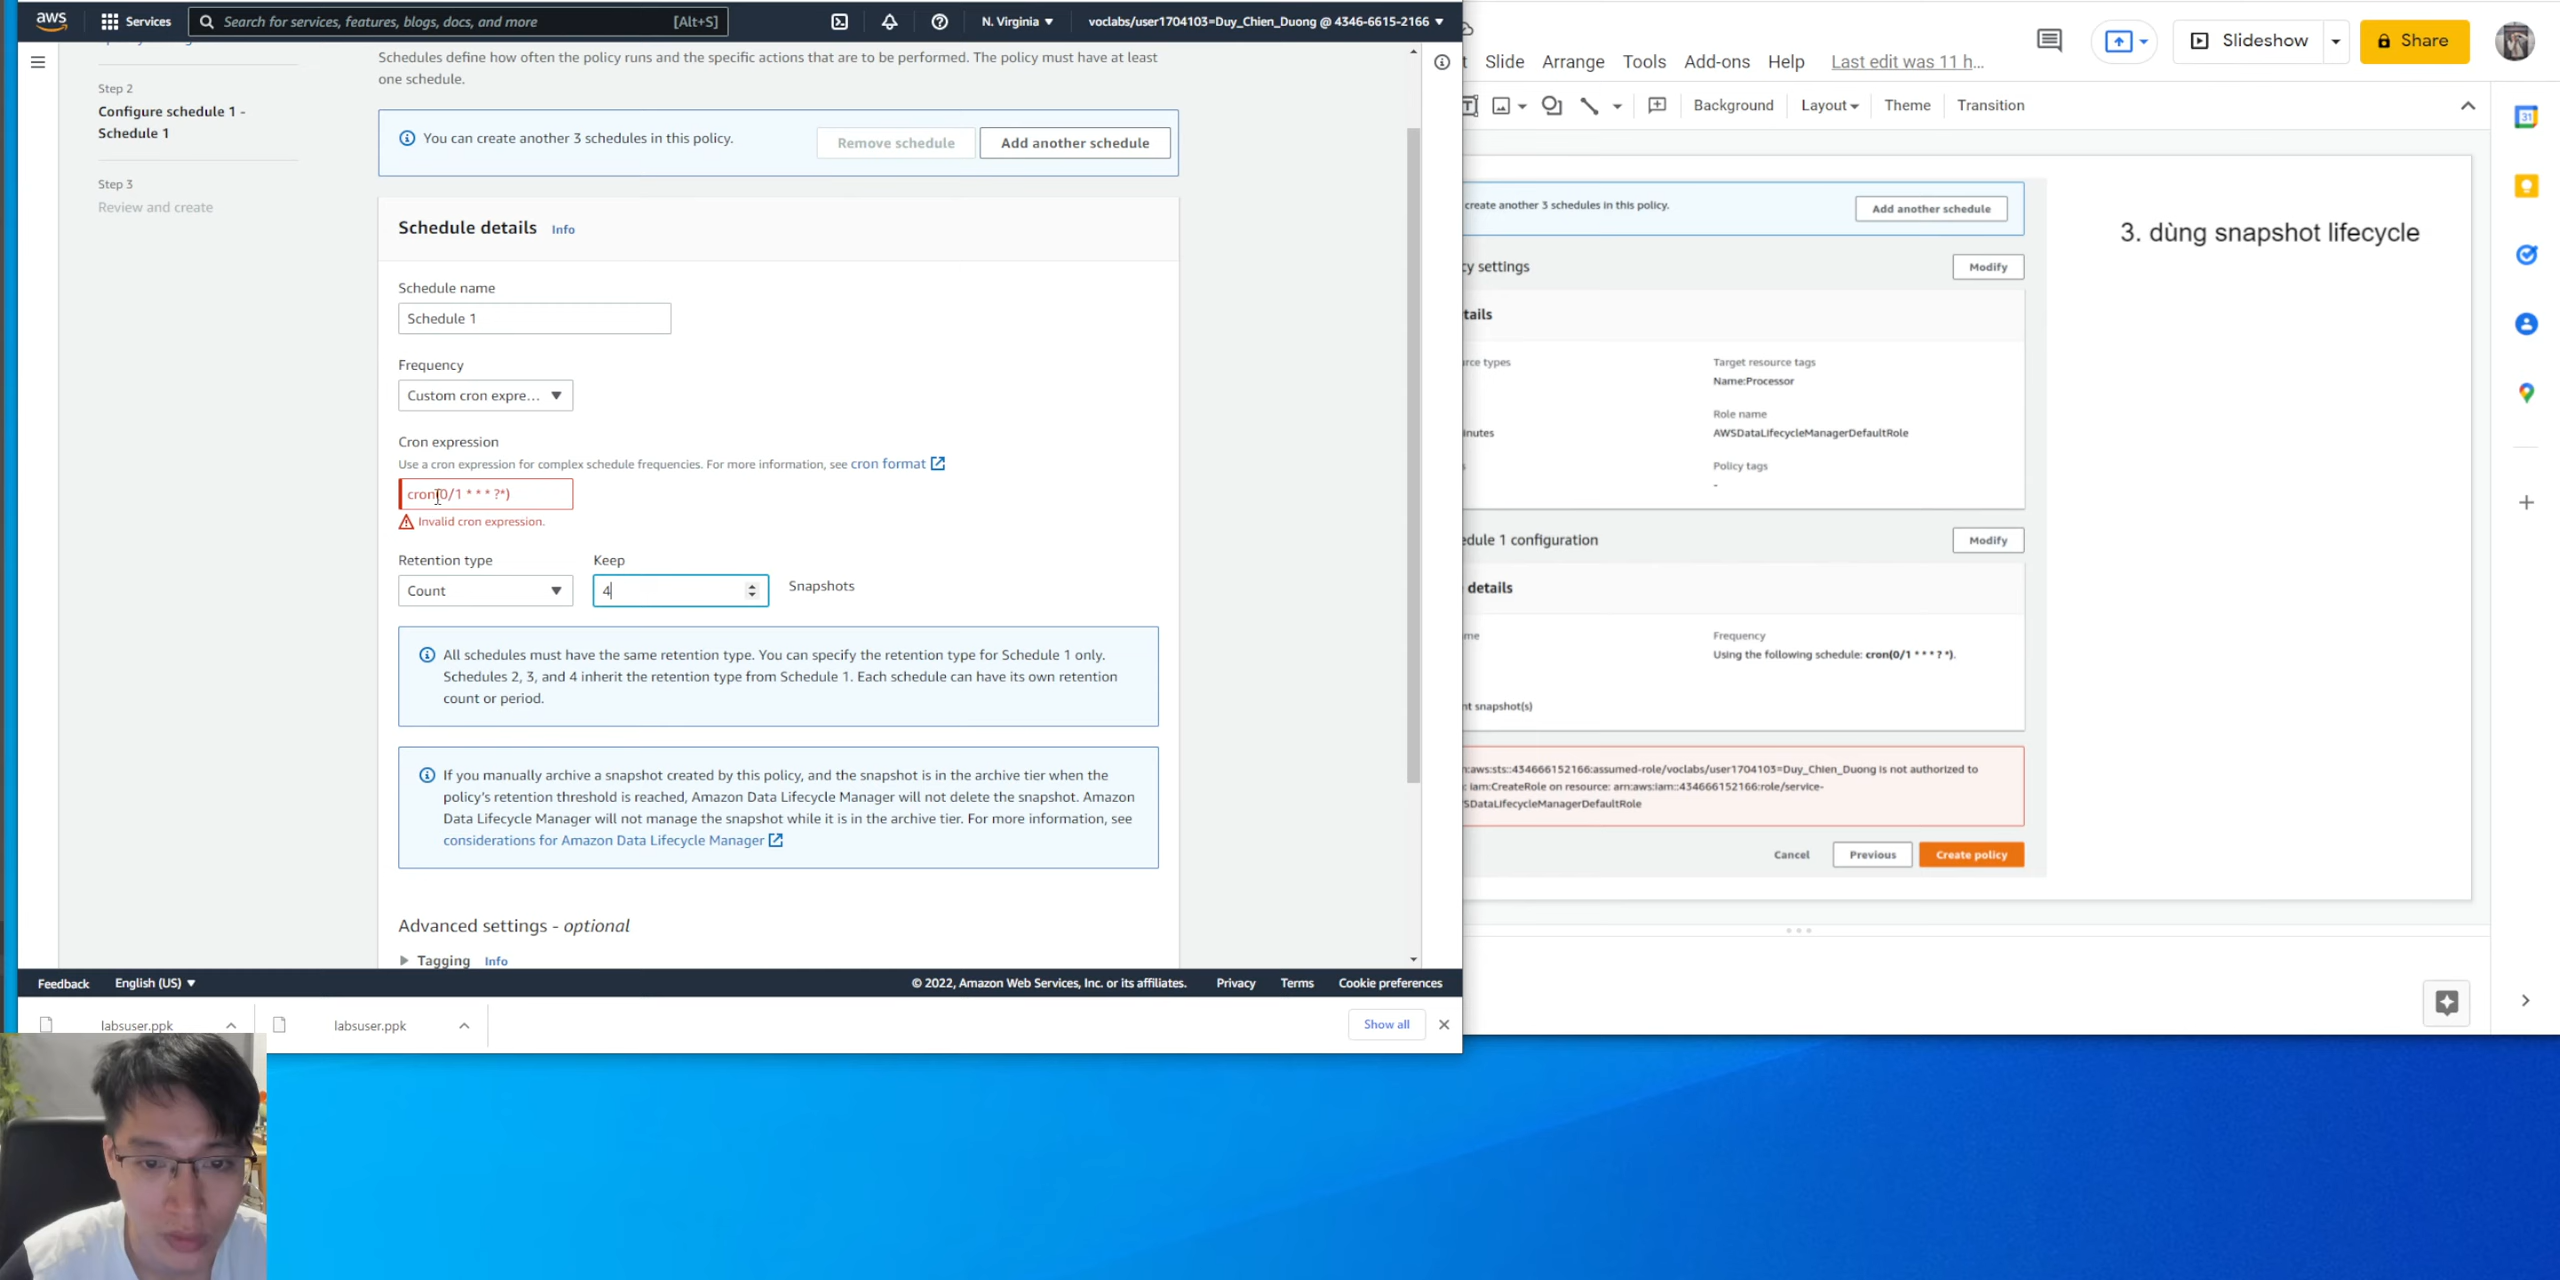 aws
Services
Search for services, features, blogs, docs, and more
[Alt+S]
N. Virginia
voclabs/user1704103=Duy_Chien_Duong @ 4346-6615-2166
Step 2
Configure schedule 1 -
Schedule 1
Step 3
Review and create
Schedules define how often the policy runs and the specific actions that are to be performed. The policy must have at least
one schedule.
You can create another 3 schedules in this policy.
Remove schedule
Add another schedule
Schedule details
Info
Schedule name
Schedule 1
Frequency
Custom cron expre...
Cron expression
Use a cron expression for complex schedule frequencies. For more information, see cron format
cron(0/1 * * * ?*)
Invalid cron expression.
Retention type
Keep
Count
4
Snapshots
All schedules must have the same retention type. You can specify the retention type for Schedule 1 only.
Schedules 2, 3, and 4 inherit the retention type from Schedule 1. Each schedule can have its own retention
count or period.
If you manually archive a snapshot created by this policy, and the snapshot is in the archive tier when the
policy's retention threshold is reached, Amazon Data Lifecycle Manager will not delete the snapshot. Amazon
Data Lifecycle Manager will not manage the snapshot while it is in the archive tier. For more information, see
considerations for Amazon Data Lifecycle Manager
Advanced settings - optional
Tagging
Info
Feedback
English (US)
© 2022, Amazon Web Services, Inc. or its affiliates.
Privacy
Terms
Cookie preferences
labsuser.ppk
labsuser.ppk
Show all
Slide
Arrange
Tools
Add-ons
Help
Last edit was 11 h...
Slideshow
Share
Background
Layout
Theme
Transition
create another 3 schedules in this policy.
Add another schedule
3. dùng snapshot lifecycle
cy settings
Modify
tails
rce types
Target resource tags
Name:Processor
Role name
inutes
AWSDataLifecycleManagerDefaultRole
s
Policy tags
-
edule 1 configuration
Modify
details
me
Frequency
Using the following schedule: cron(0/1 * * * ? *).
nt snapshot(s)
n:aws:sts::434666152166:assumed-role/voclabs/user1704103=Duy_Chien_Duong is not authorized to
: iam:CreateRole on resource: arn:aws:iam::434666152166:role/service-
SDataLifecycleManagerDefaultRole
Cancel
Previous
Create policy
31